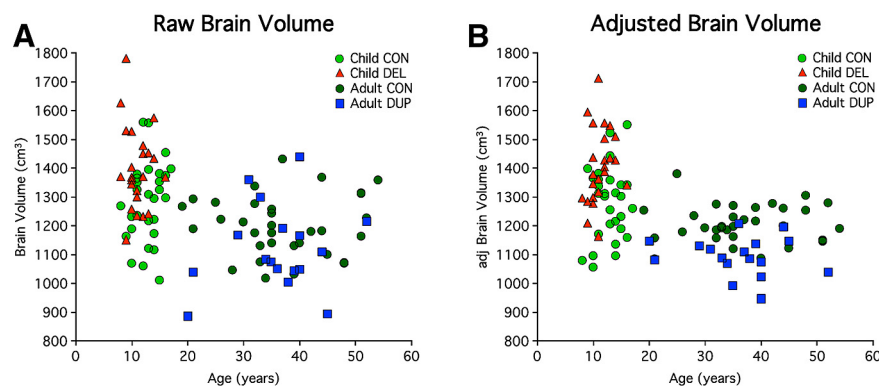 A
Raw Brain Volume
Child CON
Child DEL
Adult CON
Adult DUP
Brain Volume (cm³)
1800
1700
1600
1500
1400
1300
1200
1100
1000
900
800
0 10 20 30 40 50 60
Age (years)
B
Adjusted Brain Volume
Child CON
Child DEL
Adult CON
Adult DUP
adj Brain Volume (cm³)
1800
1700
1600
1500
1400
1300
1200
1100
1000
900
800
0 10 20 30 40 50 60
Age (years)